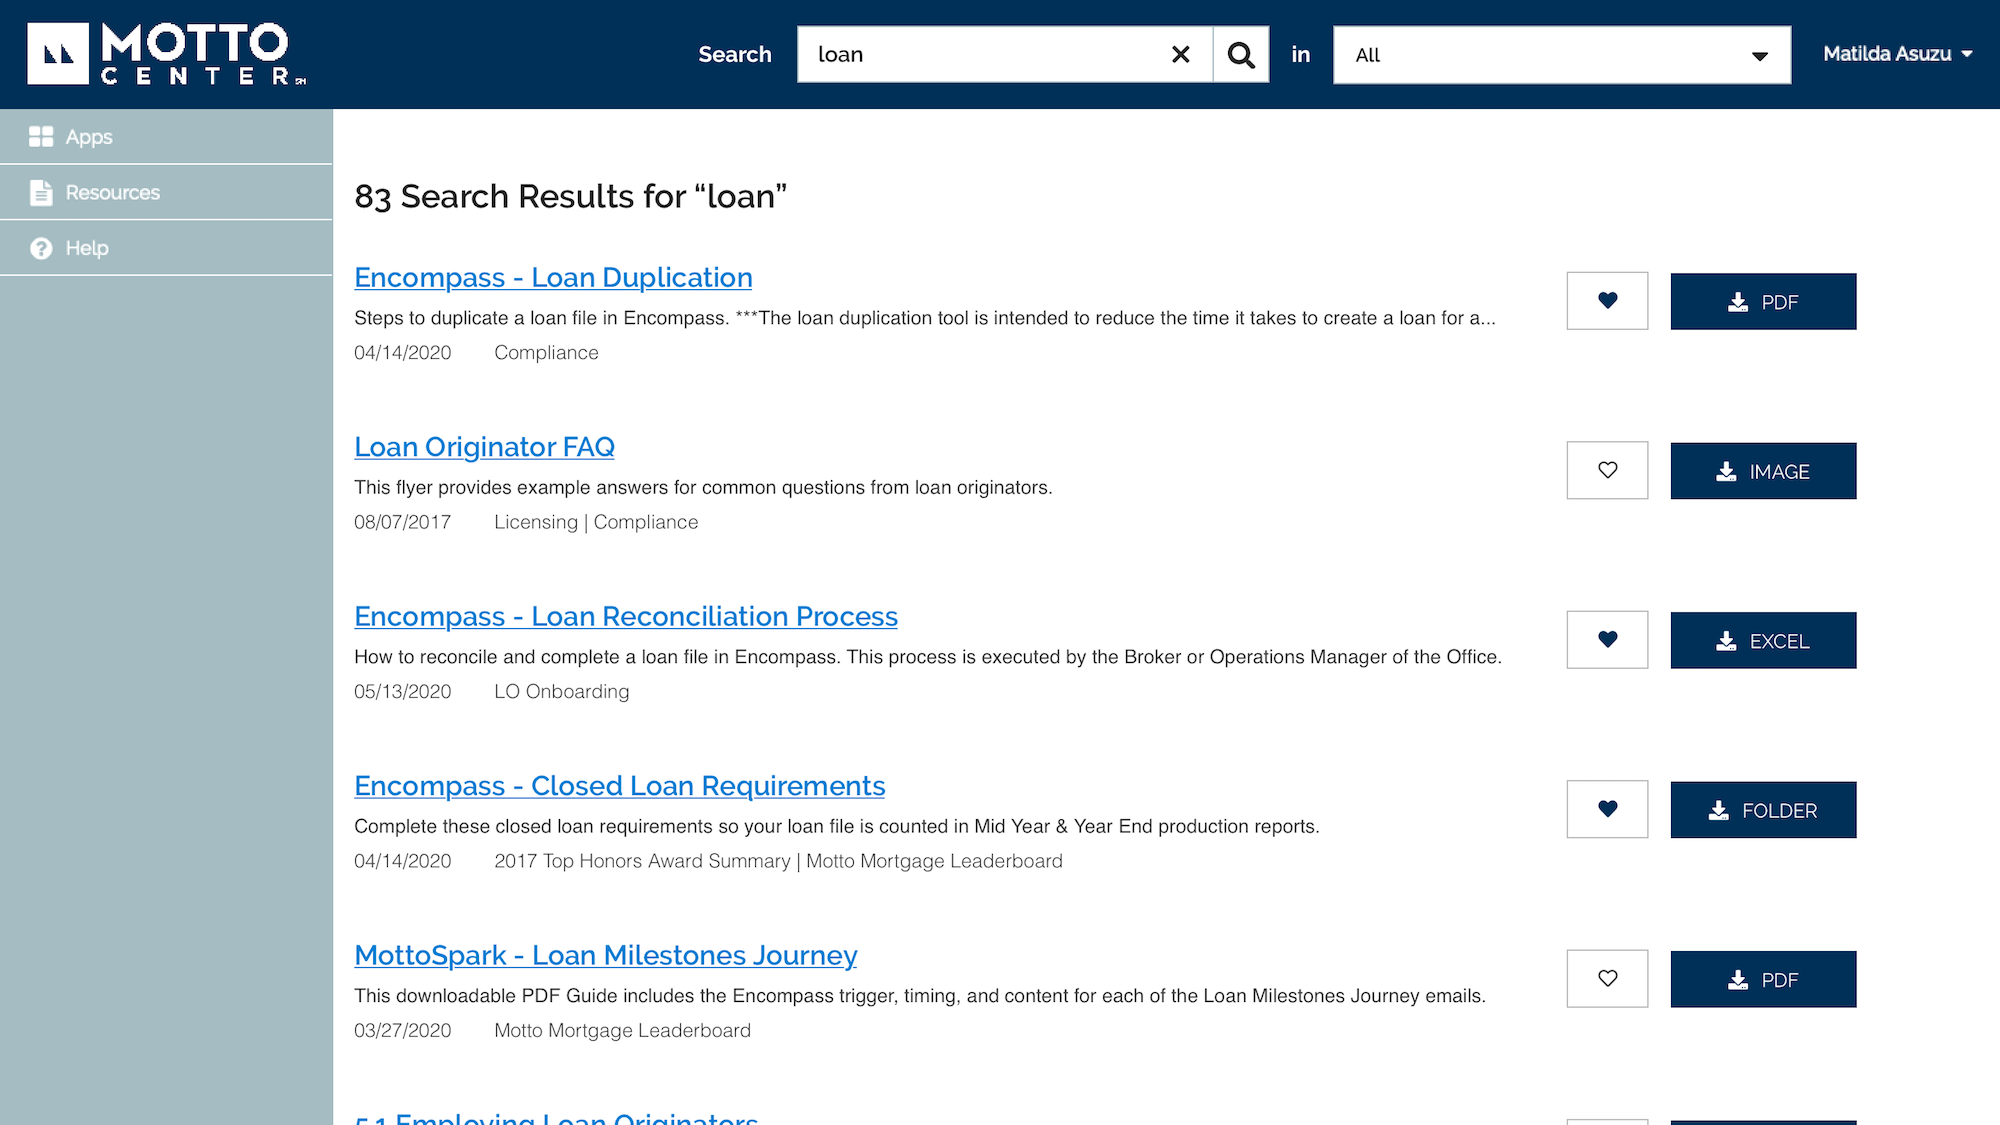 MOTTO
CENTER SM
Search
loan
in
All
Matilda Asuzu
Apps
Resources
Help
83 Search Results for “loan”
Encompass - Loan Duplication
Steps to duplicate a loan file in Encompass. ***The loan duplication tool is intended to reduce the time it takes to create a loan for a...
04/14/2020 Compliance
PDF
Loan Originator FAQ
This flyer provides example answers for common questions from loan originators.
08/07/2017 Licensing | Compliance
IMAGE
Encompass - Loan Reconciliation Process
How to reconcile and complete a loan file in Encompass. This process is executed by the Broker or Operations Manager of the Office.
05/13/2020 LO Onboarding
EXCEL
Encompass - Closed Loan Requirements
Complete these closed loan requirements so your loan file is counted in Mid Year & Year End production reports.
04/14/2020 2017 Top Honors Award Summary | Motto Mortgage Leaderboard
FOLDER
MottoSpark - Loan Milestones Journey
This downloadable PDF Guide includes the Encompass trigger, timing, and content for each of the Loan Milestones Journey emails.
03/27/2020 Motto Mortgage Leaderboard
PDF
5.1 Employing Loan Originators